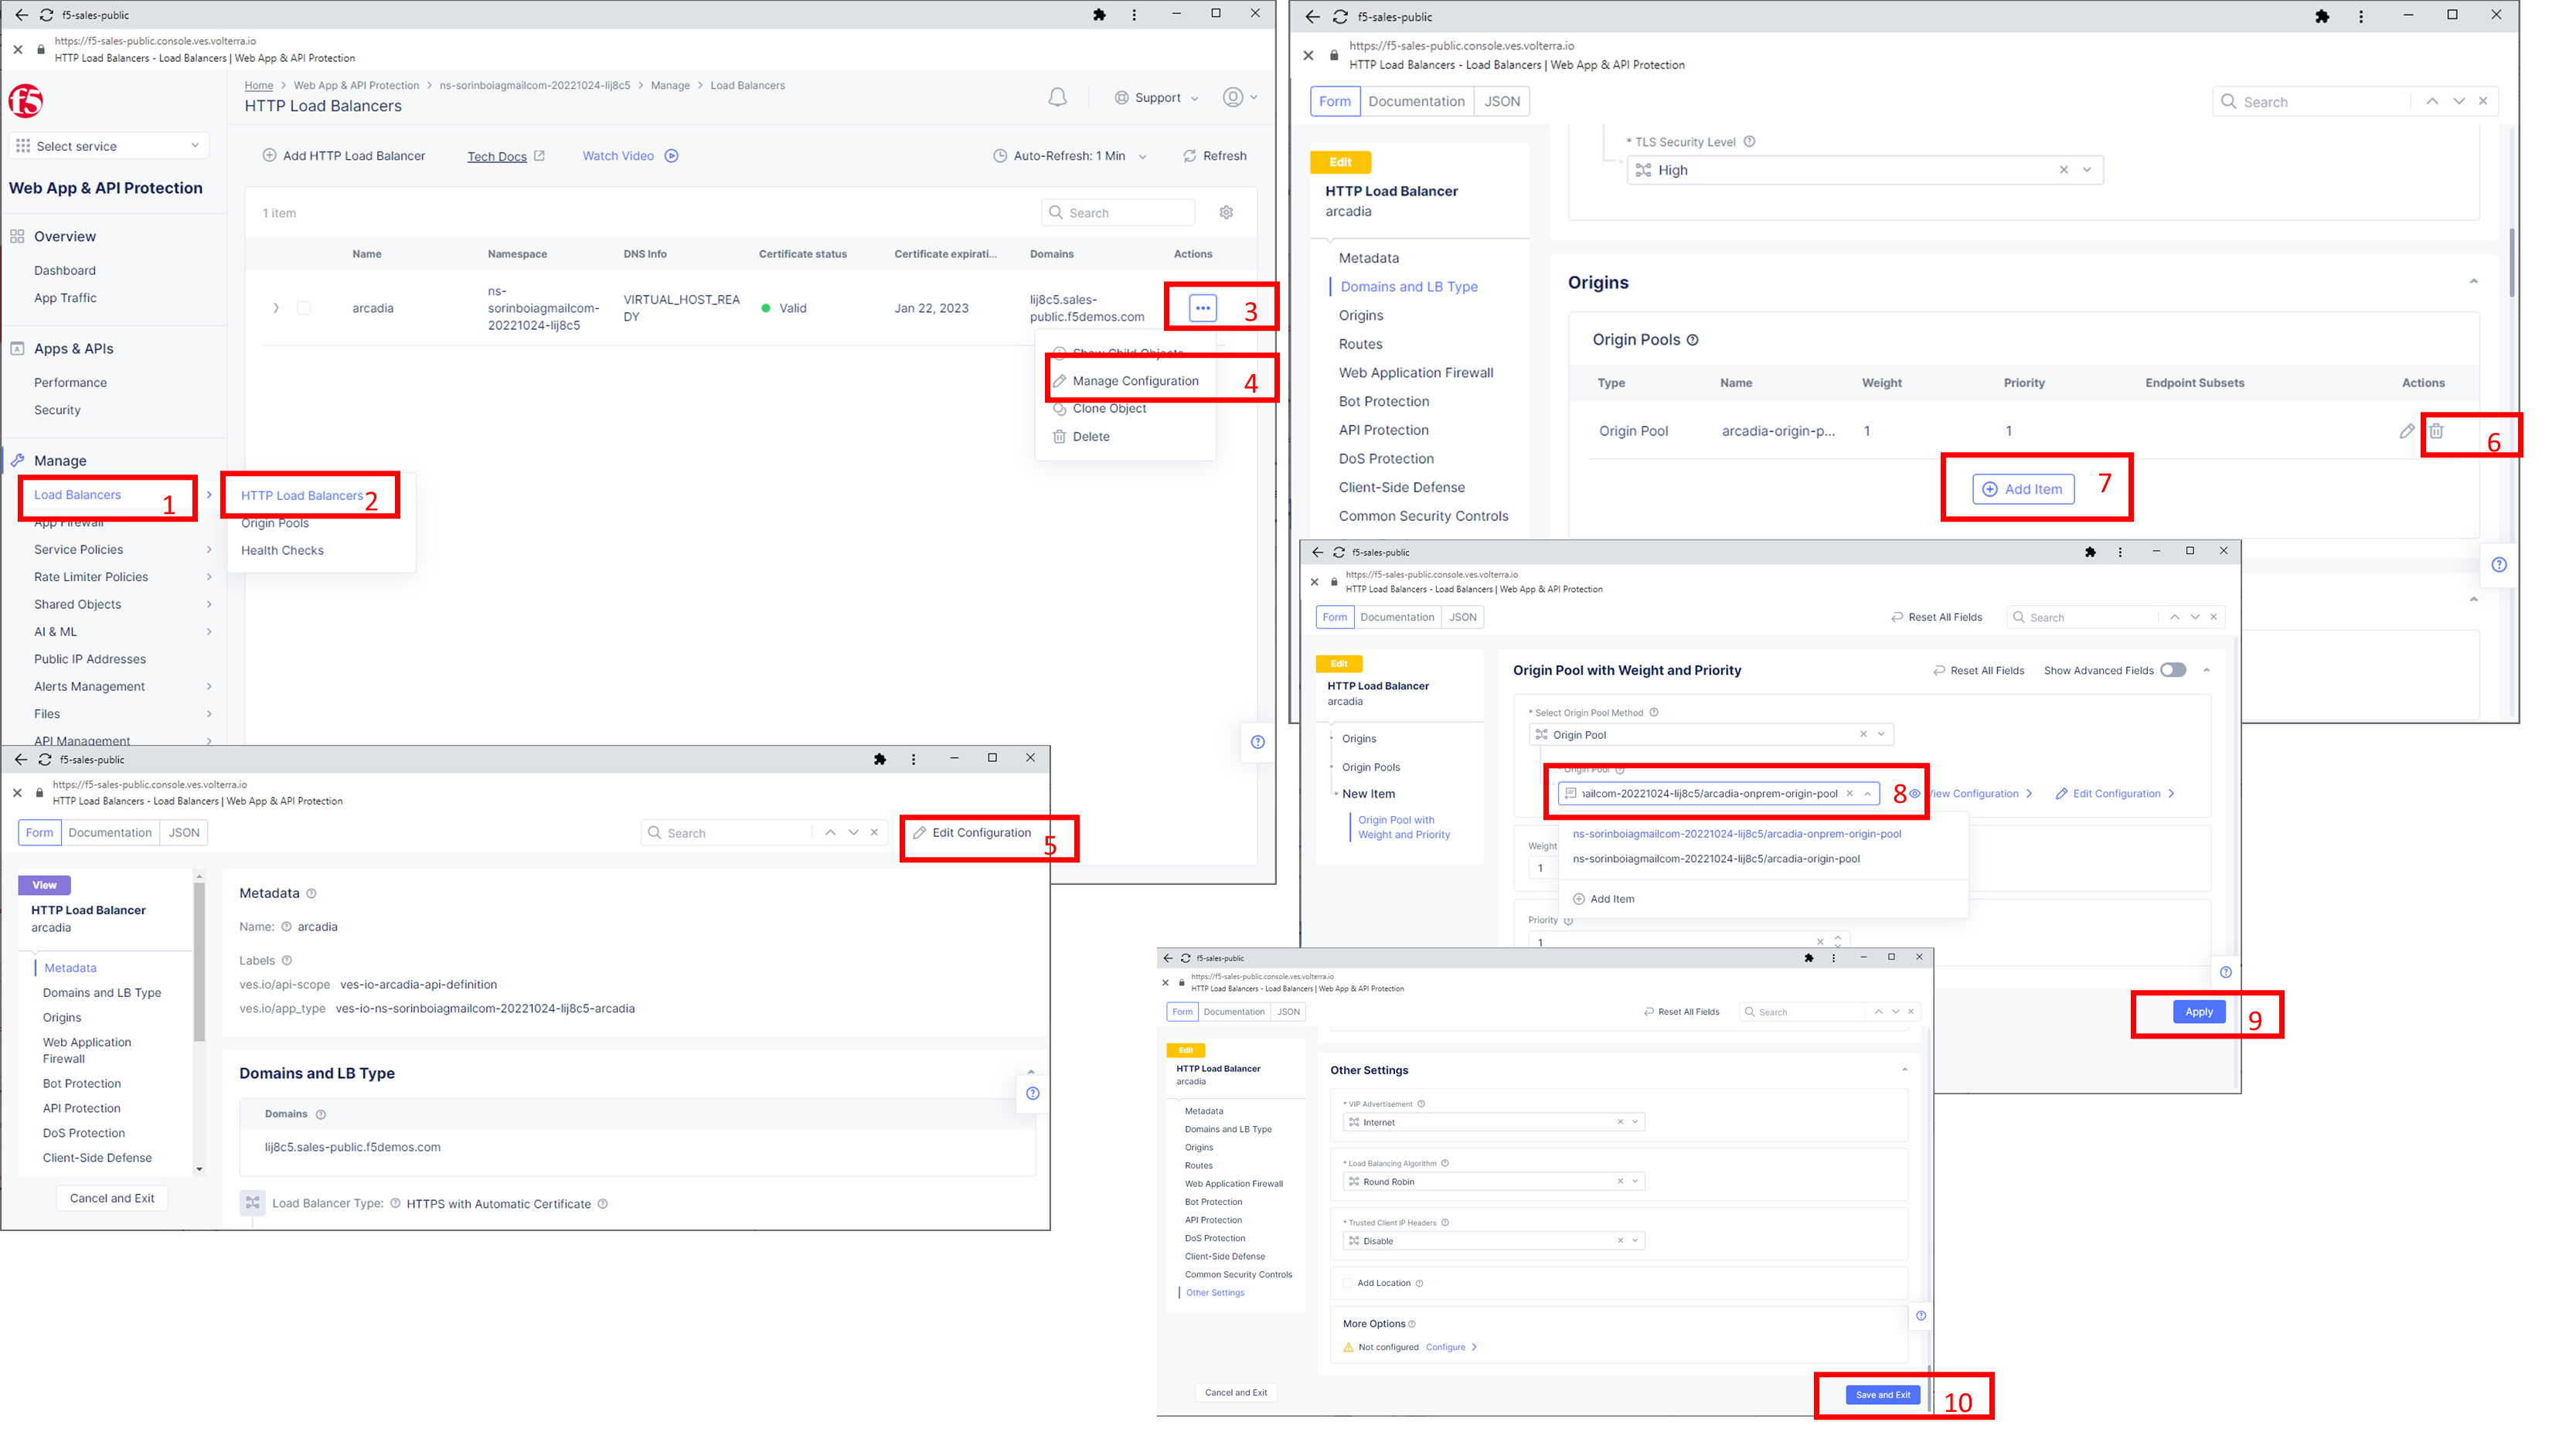 f5-sales-public
https://f5-sales-public.console.ves.volterra.io
HTTP Load Balancers - Load Balancers | Web App & API Protection
f5
Home > Web App & API Protection > ns-sorinboiagmailcom-20221024-lij8c5 > Manage > Load Balancers
HTTP Load Balancers
Support
Select service
Add HTTP Load Balancer Tech Docs Watch Video Auto-Refresh: 1 Min Refresh
Web App & API Protection
1 item Search
Overview
Dashboard
App Traffic
Name Namespace DNS Info Certificate status Certificate expirati... Domains Actions
arcadia
ns-
sorinboiagmailcom-
20221024-lij8c5
VIRTUAL_HOST_REA
DY
Valid
Jan 22, 2023
lij8c5.sales-
public.f5demos.com
3
Show Child Objects
Manage Configuration 4
Clone Object
Delete
Apps & APIs
Performance
Security
Manage
Load Balancers 1
App Firewall
Service Policies
Rate Limiter Policies
Shared Objects
AI & ML
Public IP Addresses
Alerts Management
Files
API Management
HTTP Load Balancers 2
Origin Pools
Health Checks
f5-sales-public
https://f5-sales-public.console.ves.volterra.io
HTTP Load Balancers - Load Balancers | Web App & API Protection
Form Documentation JSON Search Edit Configuration 5
View
HTTP Load Balancer
arcadia
Metadata
Domains and LB Type
Origins
Web Application
Firewall
Bot Protection
API Protection
DoS Protection
Client-Side Defense
Cancel and Exit
Metadata
Name: arcadia
Labels
ves.io/api-scope ves-io-arcadia-api-definition
ves.io/app_type ves-io-ns-sorinboiagmailcom-20221024-lij8c5-arcadia
Domains and LB Type
Domains
lij8c5.sales-public.f5demos.com
Load Balancer Type: HTTPS with Automatic Certificate
f5-sales-public
https://f5-sales-public.console.ves.volterra.io
HTTP Load Balancers - Load Balancers | Web App & API Protection
Form Documentation JSON Search
Edit
HTTP Load Balancer
arcadia
Metadata
Domains and LB Type
Origins
Routes
Web Application Firewall
Bot Protection
API Protection
DoS Protection
Client-Side Defense
Common Security Controls
* TLS Security Level
High
Origins
Origin Pools
Type Name Weight Priority Endpoint Subsets Actions
Origin Pool arcadia-origin-p... 1 1 6
Add Item 7
f5-sales-public
https://f5-sales-public.console.ves.volterra.io
HTTP Load Balancers - Load Balancers | Web App & API Protection
Form Documentation JSON Reset All Fields Search
Edit
HTTP Load Balancer
arcadia
Origins
Origin Pools
New Item
Origin Pool with
Weight and Priority
Origin Pool with Weight and Priority Reset All Fields Show Advanced Fields
* Select Origin Pool Method
Origin Pool
Origin Pool
ıailcom-20221024-lij8c5/arcadia-onprem-origin-pool 8 View Configuration Edit Configuration
ns-sorinboiagmailcom-20221024-lij8c5/arcadia-onprem-origin-pool
ns-sorinboiagmailcom-20221024-lij8c5/arcadia-origin-pool
Add Item
Weight
1
Priority
1
Apply 9
f5-sales-public
https://f5-sales-public.console.ves.volterra.io
HTTP Load Balancers - Load Balancers | Web App & API Protection
Form Documentation JSON Reset All Fields Search
Edit
HTTP Load Balancer
arcadia
Metadata
Domains and LB Type
Origins
Routes
Web Application Firewall
Bot Protection
API Protection
DoS Protection
Client-Side Defense
Common Security Controls
Other Settings
Other Settings
* VIP Advertisement
Internet
* Load Balancing Algorithm
Round Robin
* Trusted Client IP Headers
Disable
Add Location
More Options
Not configured Configure
Cancel and Exit Save and Exit 10